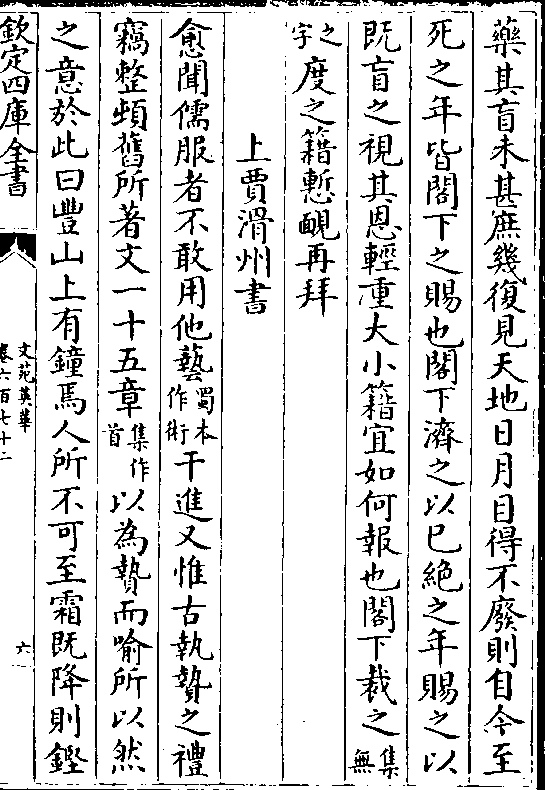 藥其盲未甚庶幾復見天地日月目得不廢則自今至
死之年皆閤下之賜也閤下濟之以已絶之年賜之以
既盲之視其恩輕重大小籍宜如何報也閤下裁之集無
之字度之籍慙靦再拜
上賈滑州書
愈聞儒服者不敢用他藝蜀本作術干進又惟古執贄之禮
竊整頓舊所著文一十五章集作首以為贄而喻所以然
之意於此曰豐山上有鐘焉人所不可至霜既降則鏗
欽定四庫全書
文苑英華
卷六百七十二
六